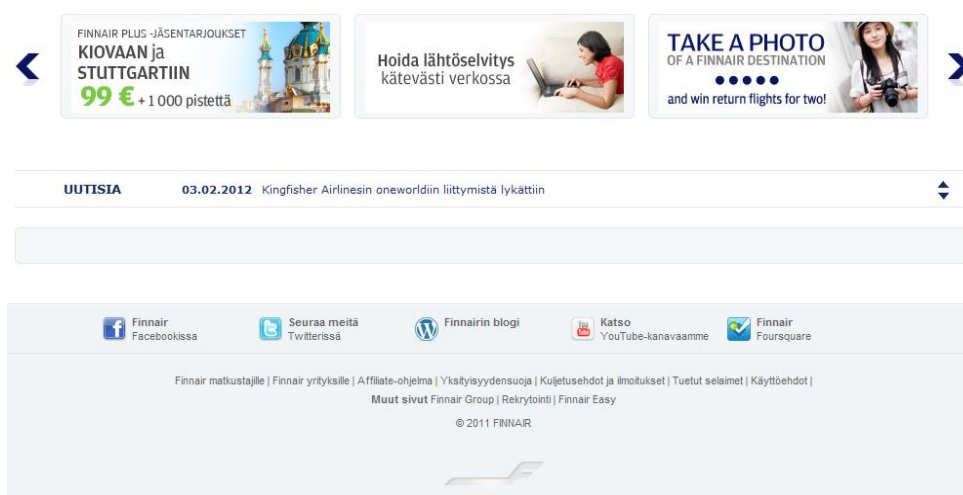 FINNAIR PLUS -JÄSENTARJOUKSET
KIOVAAN ja
STUTTGARTIIN
99 € + 1 000 pistettä
Hoida lähtöselvitys
kätevästi verkossa
TAKE A PHOTO
OF A FINNAIR DESTINATION
and win return flights for two!
UUTISIA 03.02.2012 Kingfisher Airlinesin oneworldiin liittymistä lykättiin
Finnair
Facebookissa
Seuraa meitä
Twitterissä
Finnairin blogi
Katso
YouTube-kanavaamme
Finnair
Foursquare
Finnair matkustajille | Finnair yrityksille | Affiliate-ohjelma | Yksityisyydensuoja | Kuljetusehdot ja ilmoitukset | Tuetut selaimet | Käyttöehdot |
Muut sivut Finnair Group | Rekrytointi | Finnair Easy
© 2011 FINNAIR